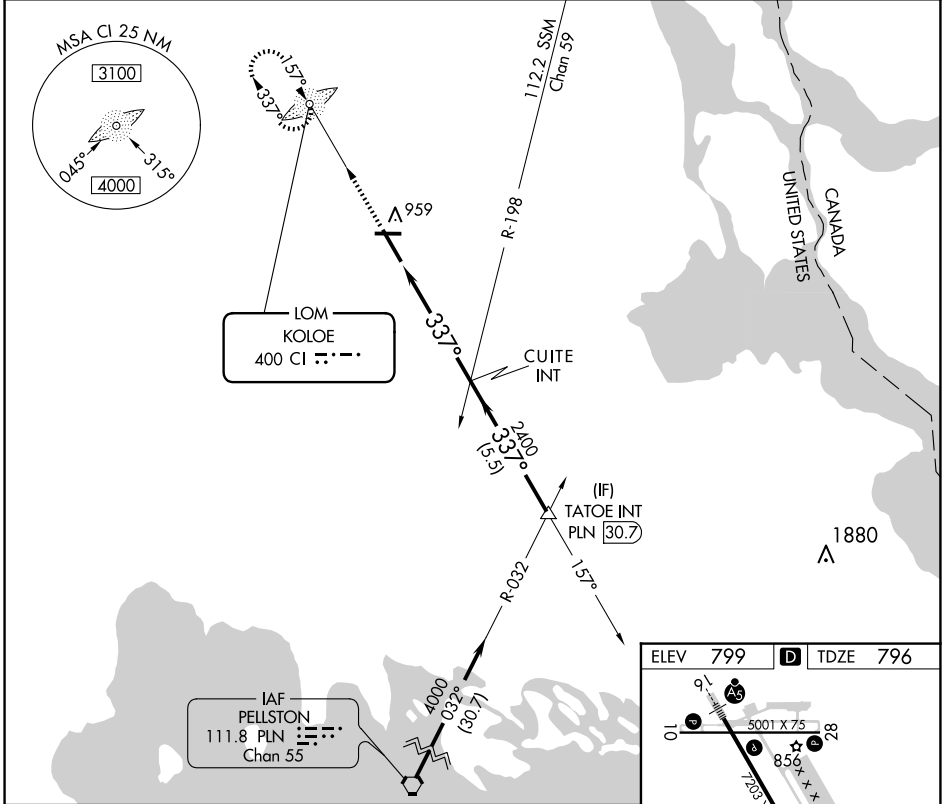 MSA CI 25 NM
3100
045°
315°
4000
157°
337°
959
112.2 SSM
Chan 59
R-198
CANADA
UNITED STATES
LOM
KOLOE
400 CI
337°
CUITE
INT
2400
337°
(5.5)
(IF)
TATOE INT
PLN 30.7
157°
1880
R-032
4000
032°
(30.7)
IAF
PELLSTON
111.8 PLN
Chan 55
ELEV 799 D TDZE 796
16
A5
P
10
5001 X 75
28
P
856
P
7203